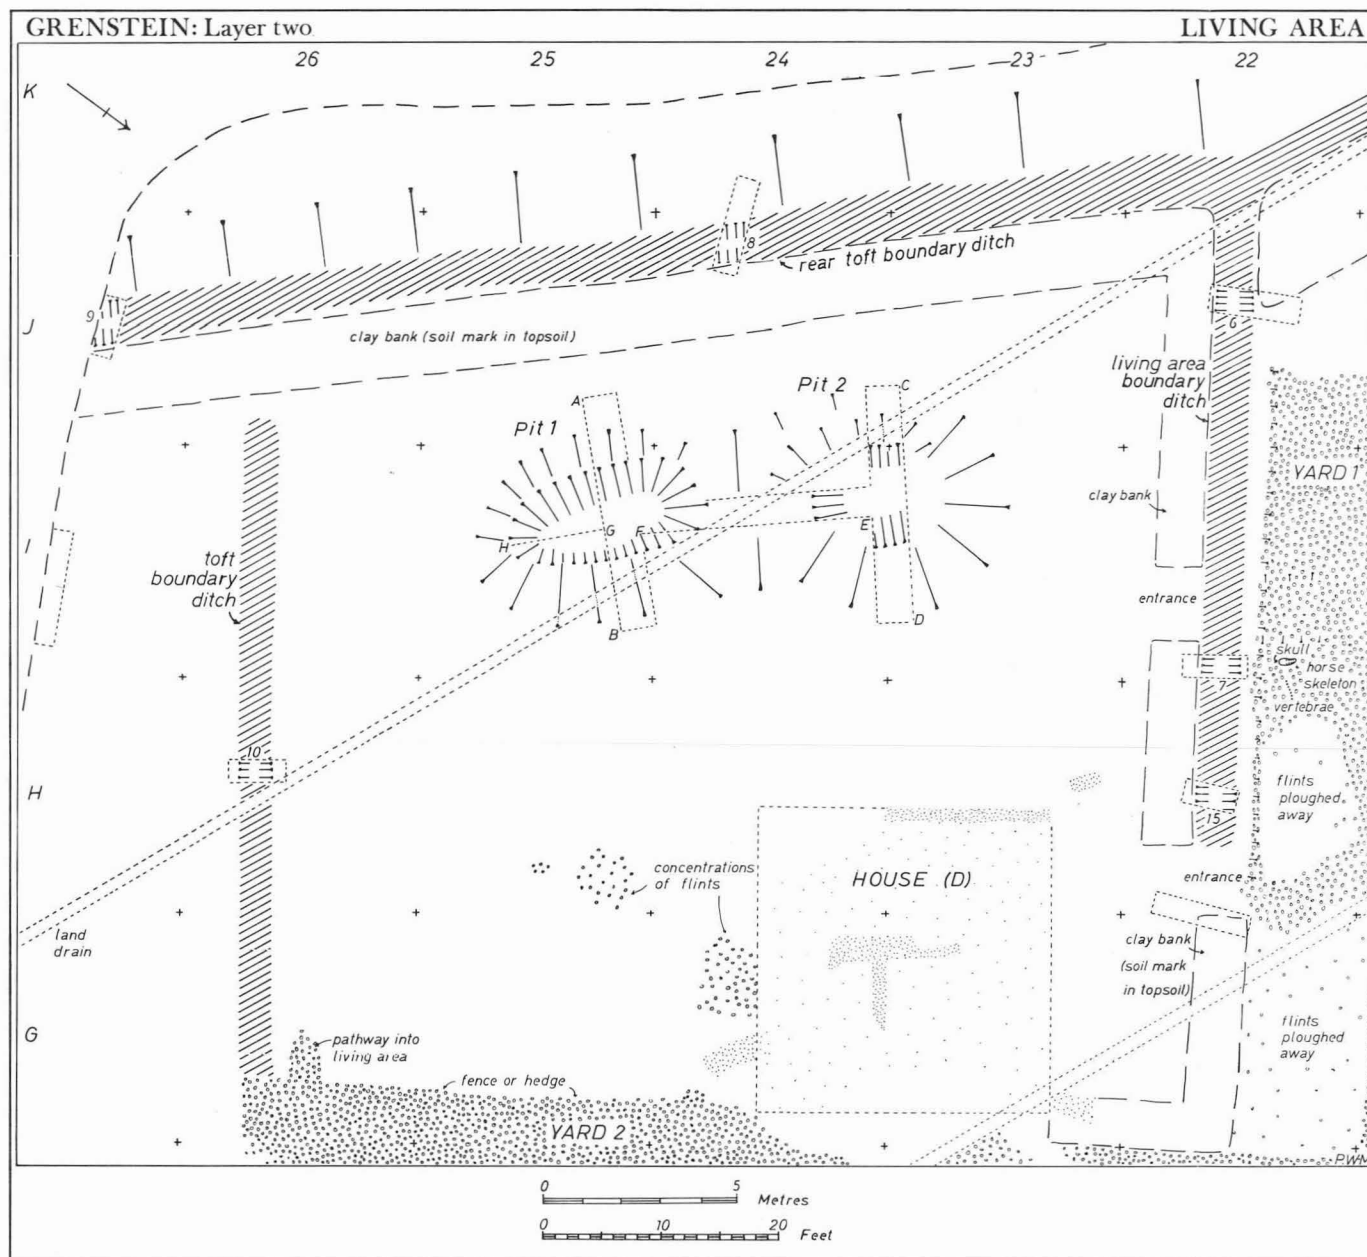 GRENSTEIN: Layer two
LIVING AREA
26
25
24
23
22
K
J
I
H
G
9
8
rear toft boundary ditch
6
clay bank (soil mark in topsoil)
living area
boundary
ditch
Pit 1
Pit 2
A
C
YARD 1
clay bank
H
G
F
E
B
D
toft
boundary
ditch
entrance
skull
horse
skeleton
vertebrae
7
10
15
flints
ploughed
away
concentrations
of flints
HOUSE (D)
entrance
land
drain
clay bank
(soil mark
in topsoil)
pathway into
living area
flints
ploughed
away
fence or hedge
YARD 2
P.W.M
0 5 Metres
0 10 20 Feet